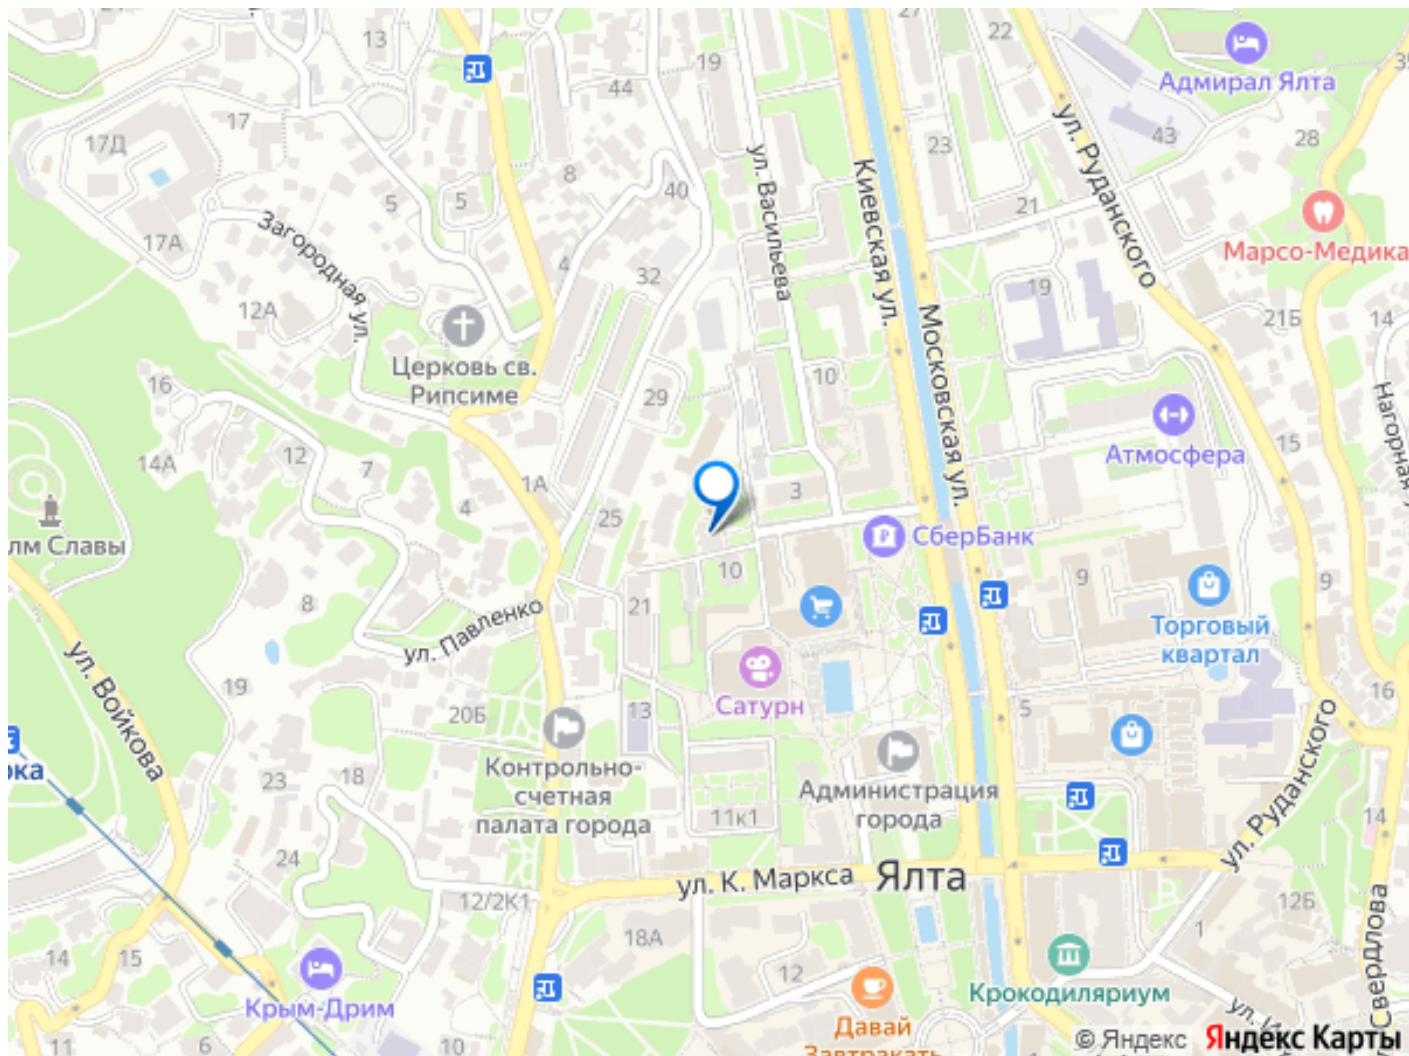 27
22
13
19
44
Адмирал Ялта
17
17Д
ул. Руданского
43
28
23
ул. Васильева
Киевская ул.
8
40
5
5
21
Марсо-Медика
17А
Загородная ул.
4
32
19
12А
21Б
14
Московская ул.
Церковь св.
Рипсиме
16
10
29
Нагорная
Атмосфера
15
12
14А
7
1А
4
3
25
лм Славы
СберБанк
10
9
9
8
21
ул. Павленко
Торговый
квартал
ул. Войкова
19
Сатурн
20Б
13
5
16
рка
23
18
Контрольно-
счетная
палата города
Администрация
города
11к1
14
ул. Руданского
24
ул. К. Маркса
Ялта
12/2К1
12Б
18А
1
14
15
12
Крым-Дрим
Крокодиляриум
Свердлова
Давай
Завтракать
11
6
10
© Яндекс Яндекс Карты